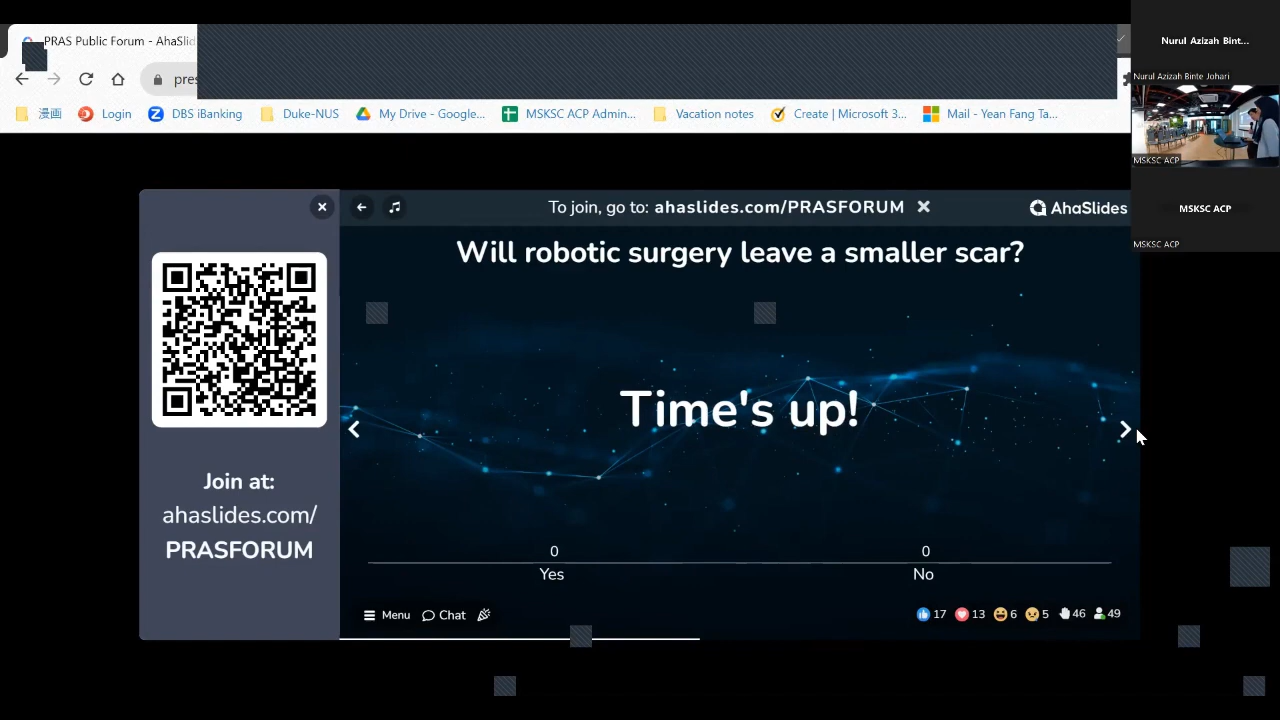 PRAS Public Forum - AhaSlid
Nurul Azizah Bint...
pres
Nurul Azizah Binte Johari
漫画
Login
DBS iBanking
Duke-NUS
My Drive - Google...
MSKSC ACP Admin...
Vacation notes
Create | Microsoft 3...
Mail - Yean Fang Ta...
MSKSC ACP
To join, go to: ahaslides.com/PRASFORUM
AhaSlides
MSKSC ACP
MSKSC ACP
Will robotic surgery leave a smaller scar?
Time's up!
Join at:
ahaslides.com/
PRASFORUM
0
0
Yes
No
Menu
Chat
17
13
6
5
46
49